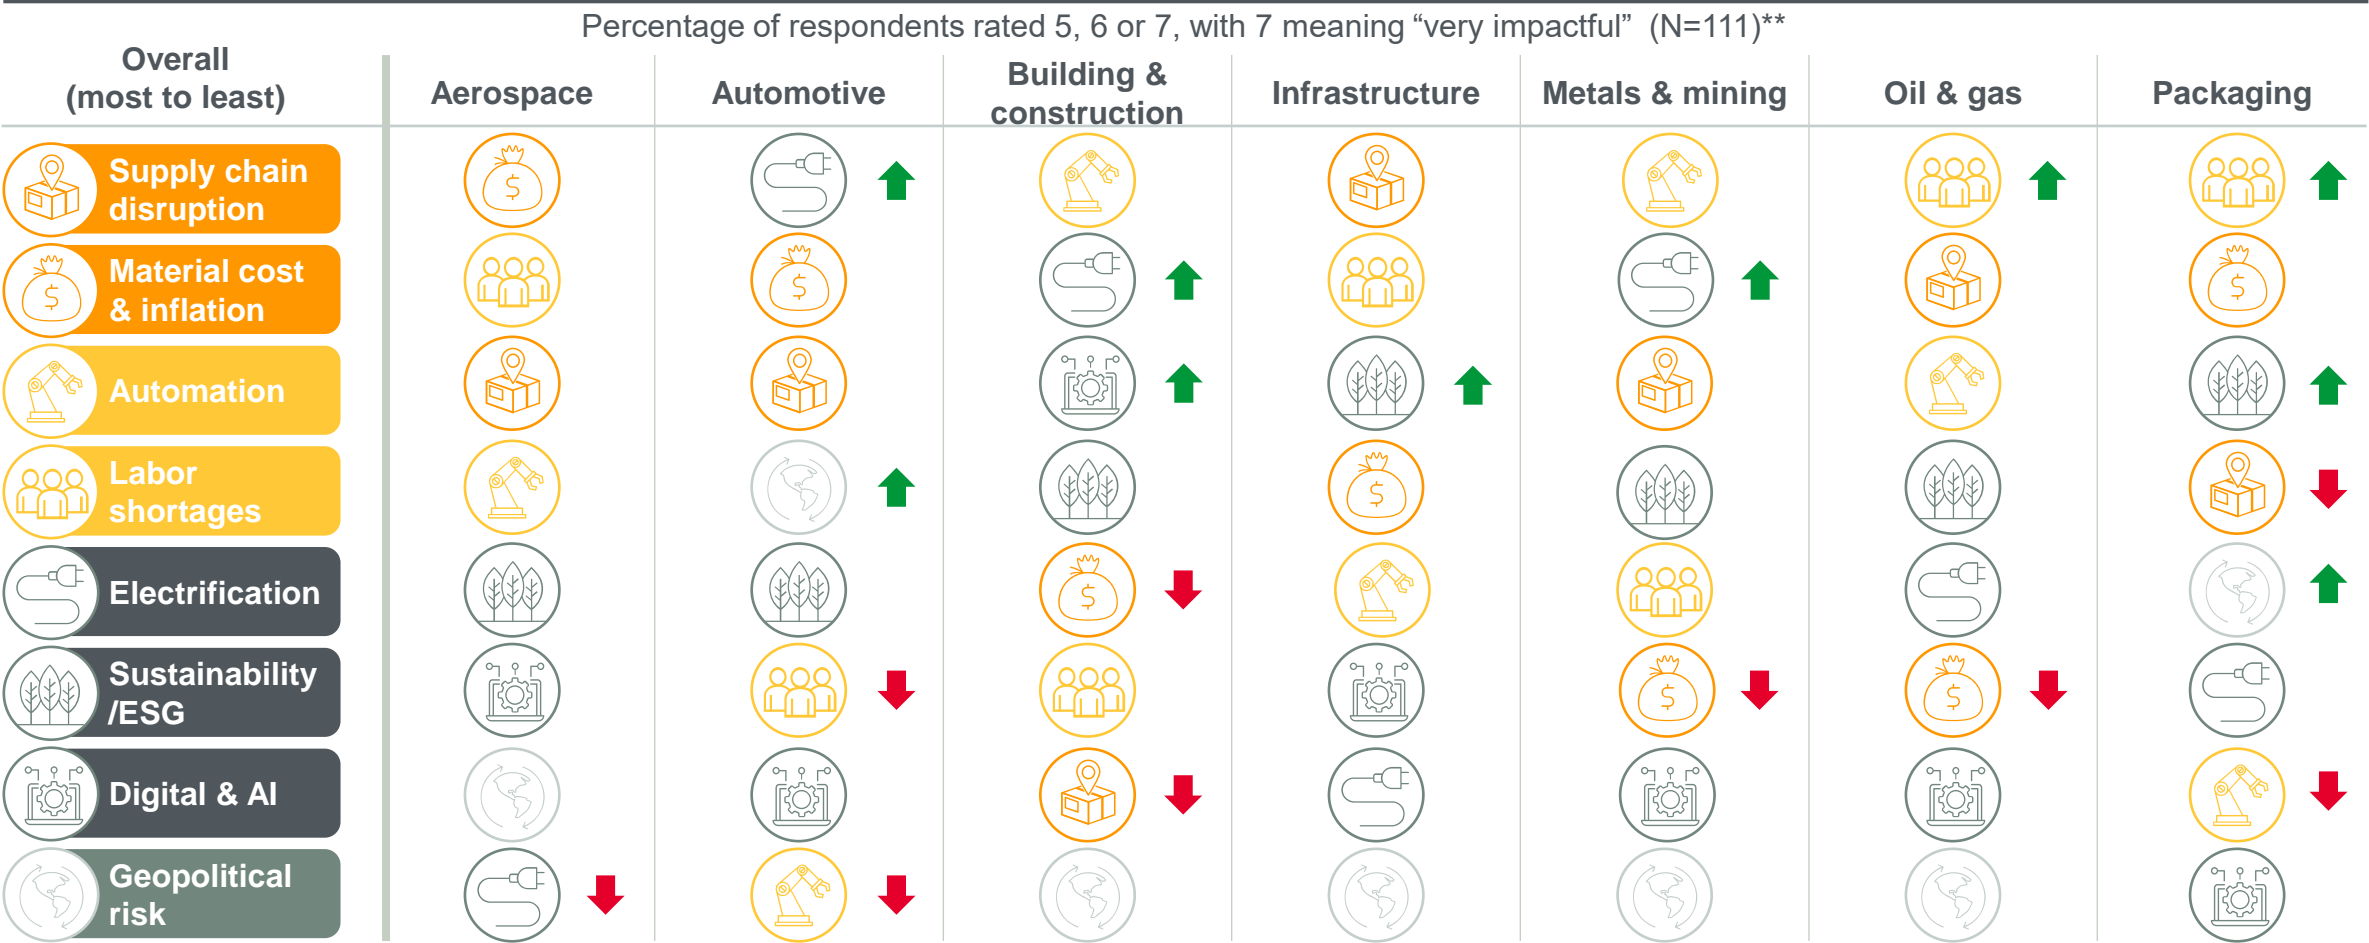 Percentage of respondents rated 5, 6 or 7, with 7 meaning “very impactful” (N=111)**
Overall
(most to least)
Aerospace
Automotive
Building &
construction
Infrastructure
Metals & mining
Oil & gas
Packaging
Supply chain
disruption
Material cost
& inflation
Automation
Labor
shortages
Electrification
Sustainability
/ESG
Digital & AI
Geopolitical
risk